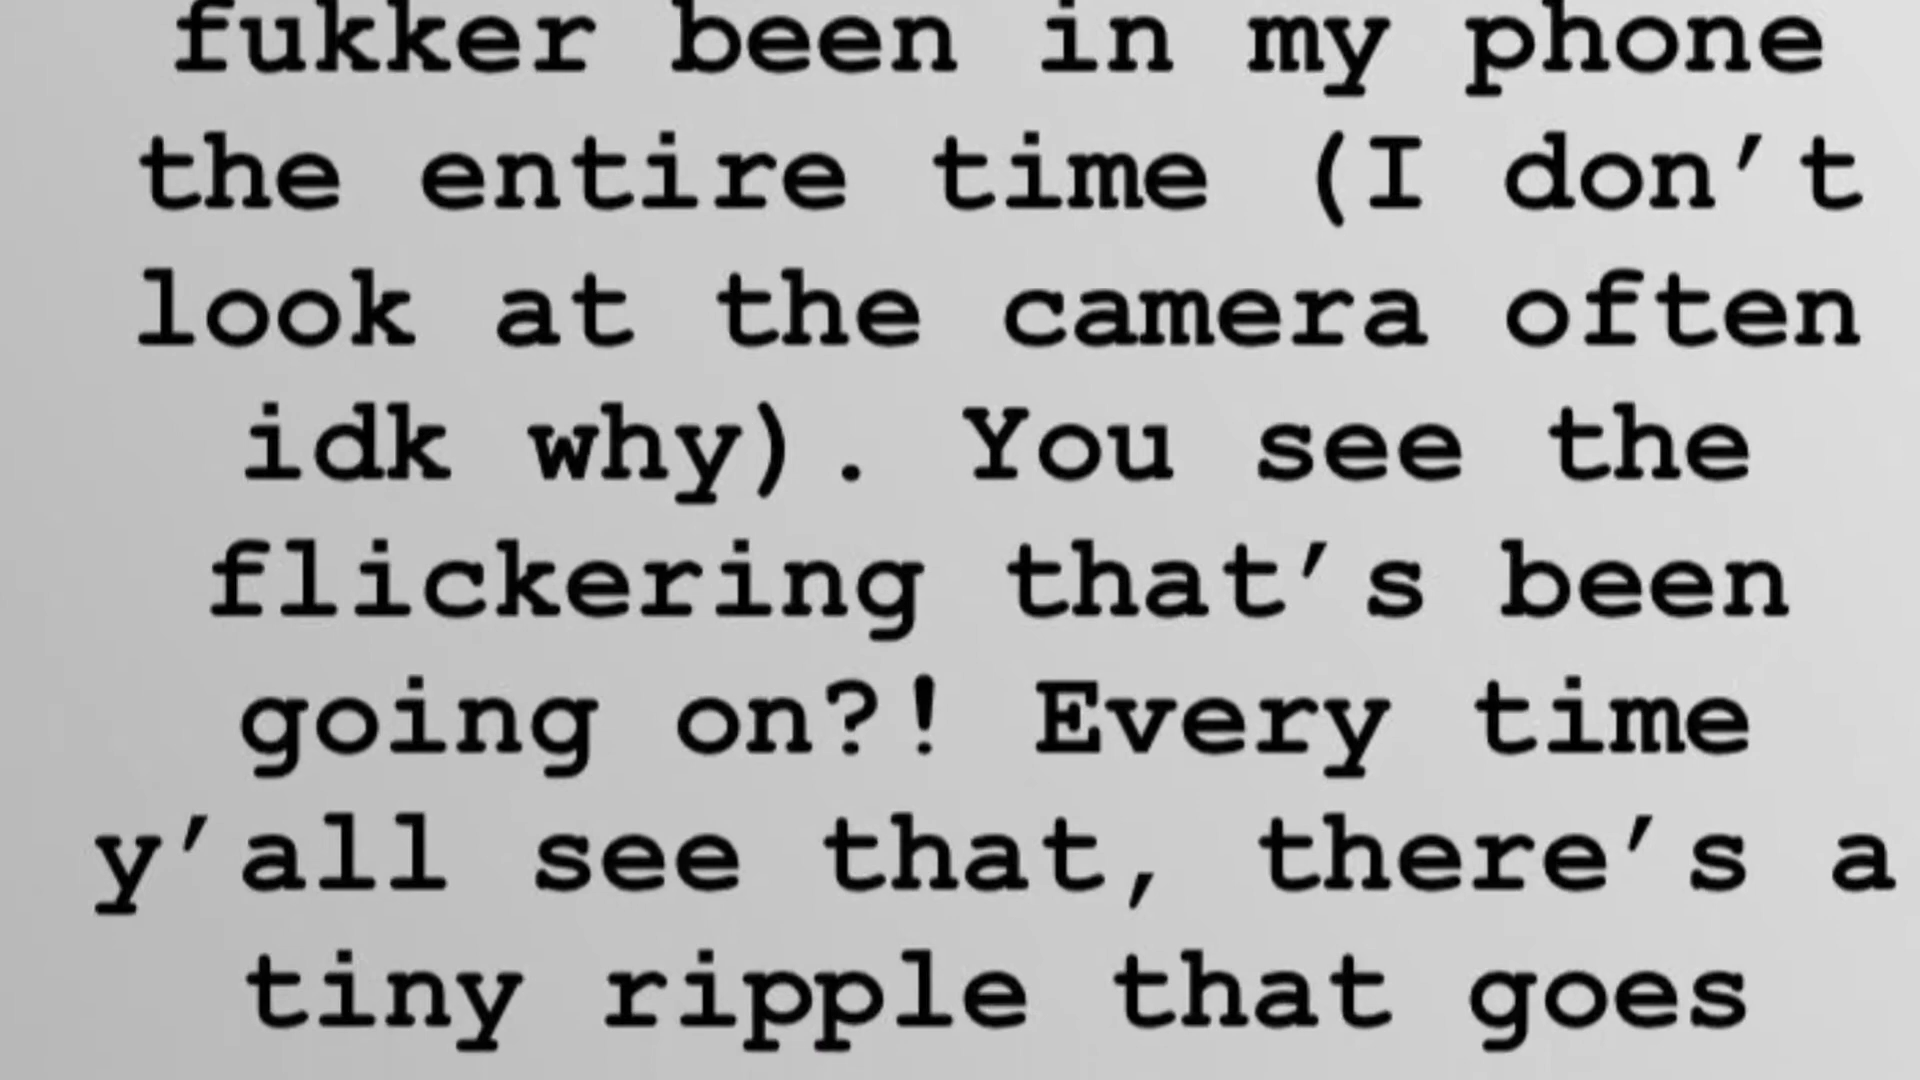 fukker been in my phone
the entire time (I don’t
look at the camera often
idk why). You see the
flickering that’s been
going on?! Every time
y’all see that, there’s a
tiny ripple that goes